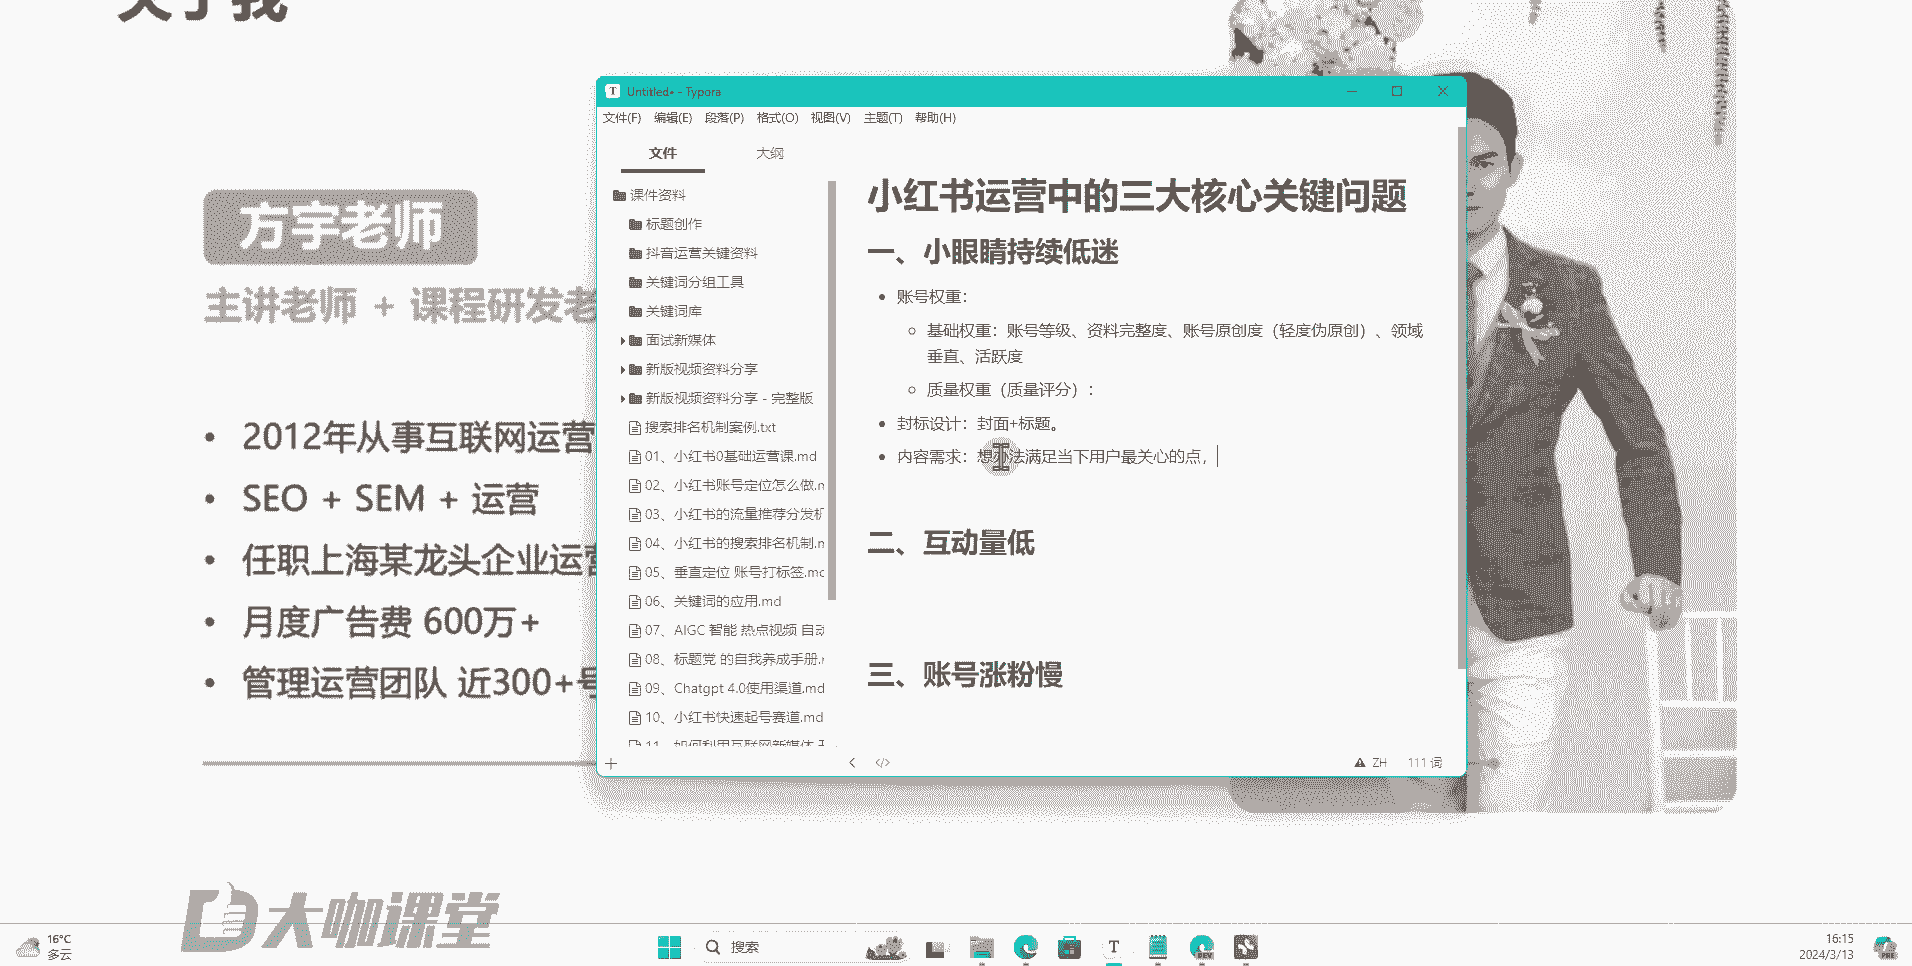 关于我
方宇老师
主讲老师 + 课程研发老
2012年从事互联网运营
SEO + SEM + 运营
任职上海某龙头企业运营
月度广告费 600万+
管理运营团队 近300+号
大咖课堂
Untitled• - Typora
文件(F) 编辑(E) 段落(P) 格式(O) 视图(V) 主题(T) 帮助(H)
文件 大纲
课件资料
标题创作
抖音运营关键资料
关键词分组工具
关键词库
面试新媒体
新版视频资料分享
新版视频资料分享 - 完整版
搜索排名机制案例.txt
01、小红书0基础运营课.md
02、小红书账号定位怎么做.m
03、小红书的流量推荐分发机
04、小红书的搜索排名机制.m
05、垂直定位 账号打标签.mc
06、关键词的应用.md
07、AIGC 智能 热点视频 自动
08、标题党 的自我养成手册.m
09、Chatgpt 4.0使用渠道.md
10、小红书快速起号赛道.md
11、如何利用互联网新媒体
小红书运营中的三大核心关键问题
一、小眼睛持续低迷
账号权重：
基础权重：账号等级、资料完整度、账号原创度（轻度伪原创）、领域
垂直、活跃度
质量权重（质量评分）：
封标设计：封面+标题。
内容需求：想办法满足当下用户最关心的点，
二、互动量低
三、账号涨粉慢
ZH 111 词
16°C
多云
搜索
T
DEV
16:15
2024/3/13
PRE